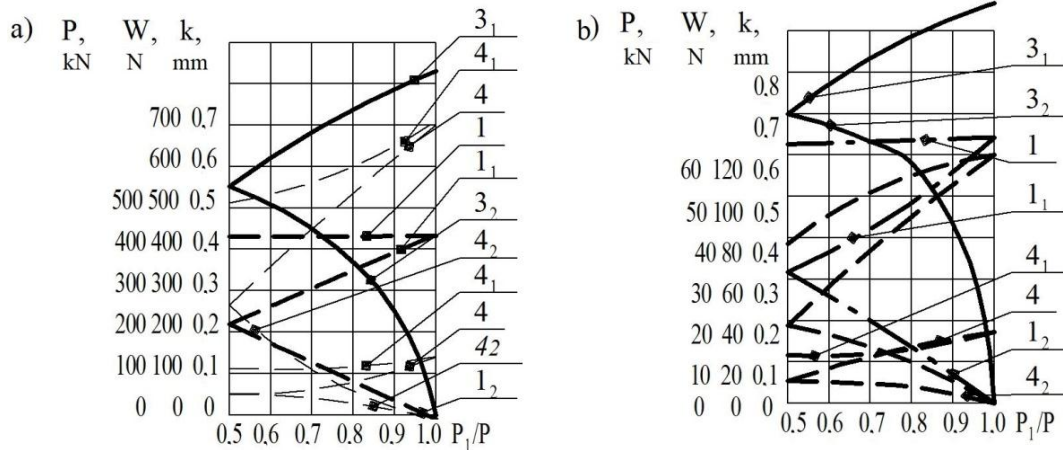 a) P, W, k,
kN N mm
700 0,7
600 0,6
500 500 0,5
400 400 0,4
300 300 0,3
200 200 0,2
100 100 0,1
0 0 0
0,5 0,6 0,7 0,8 0,9 1,0 P₁/P
3₁
4₁
4
1
1₁
3₂
4₂
4₁
4
42
1₂
b) P, W, k,
kN N mm
0,8
0,7
60 120 0,6
50 100 0,5
40 80 0,4
30 60 0,3
20 40 0,2
10 20 0,1
0 0 0
0,5 0,6 0,7 0,8 0,9 1,0 P₁/P
3₁
3₂
1
1₁
4₁
4
1₂
4₂